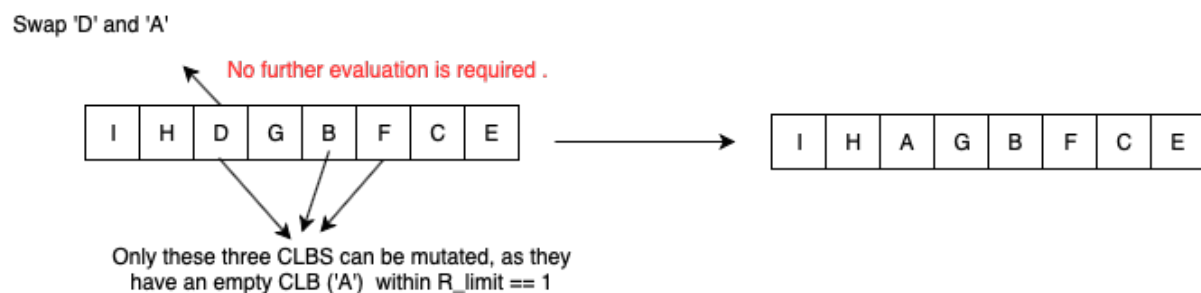 Swap 'D' and 'A'
No further evaluation is required .
I H D G B F C E
I H A G B F C E
Only these three CLBS can be mutated, as they
have an empty CLB ('A') within R_limit == 1